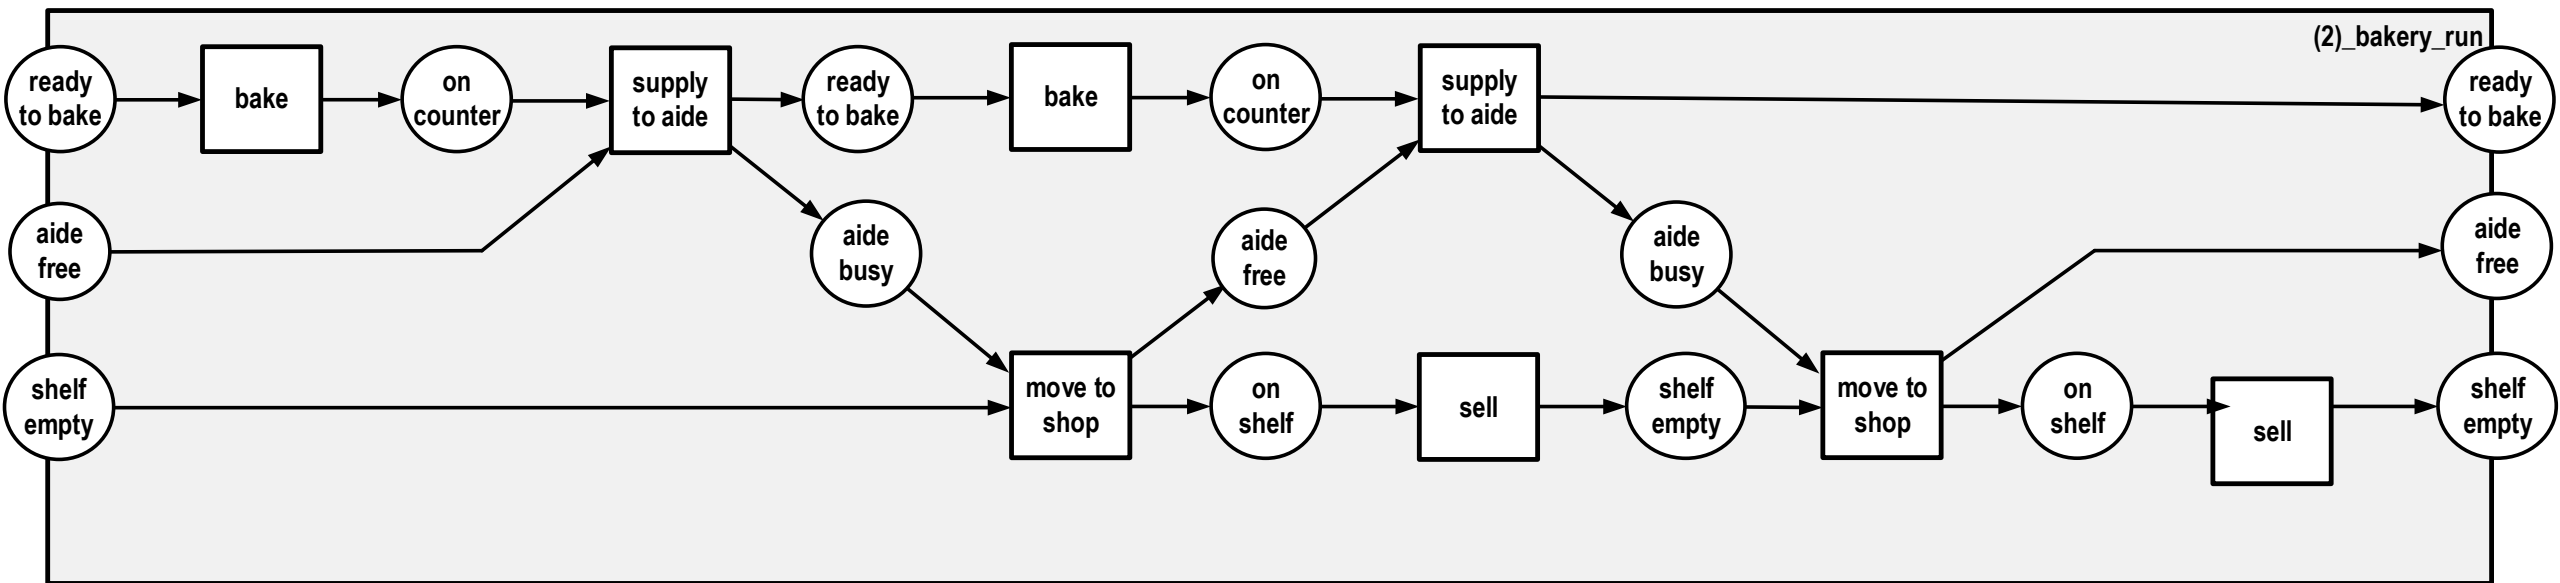 (2)_bakery_run
ready
to bake
bake
on
counter
supply
to aide
ready
to bake
bake
on
counter
supply
to aide
ready
to bake
aide
free
aide
busy
aide
free
aide
busy
aide
free
shelf
empty
move to
shop
on
shelf
sell
shelf
empty
move to
shop
on
shelf
sell
shelf
empty